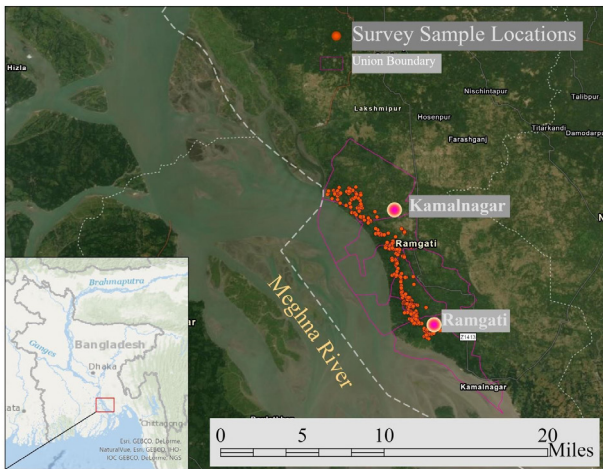 Survey Sample Locations
Union Boundary
Hizla
Nischintapur
Talibpur
Lakshmipur
Hosenpur
Titarkandi
Damodarpur
Farashganj
Kamalnagar
Ramgati
Meghna River
Ramgati
Z1413
Kamalnagar
Brahmaputra
Ganges
Bangladesh
Dhaka
Chittagong
Esri, GEBCO, DeLorme,
NaturalVue, Esri, GEBCO, IHO-
IOC GEBCO, DeLorme, NGS
0 5 10 20
Miles